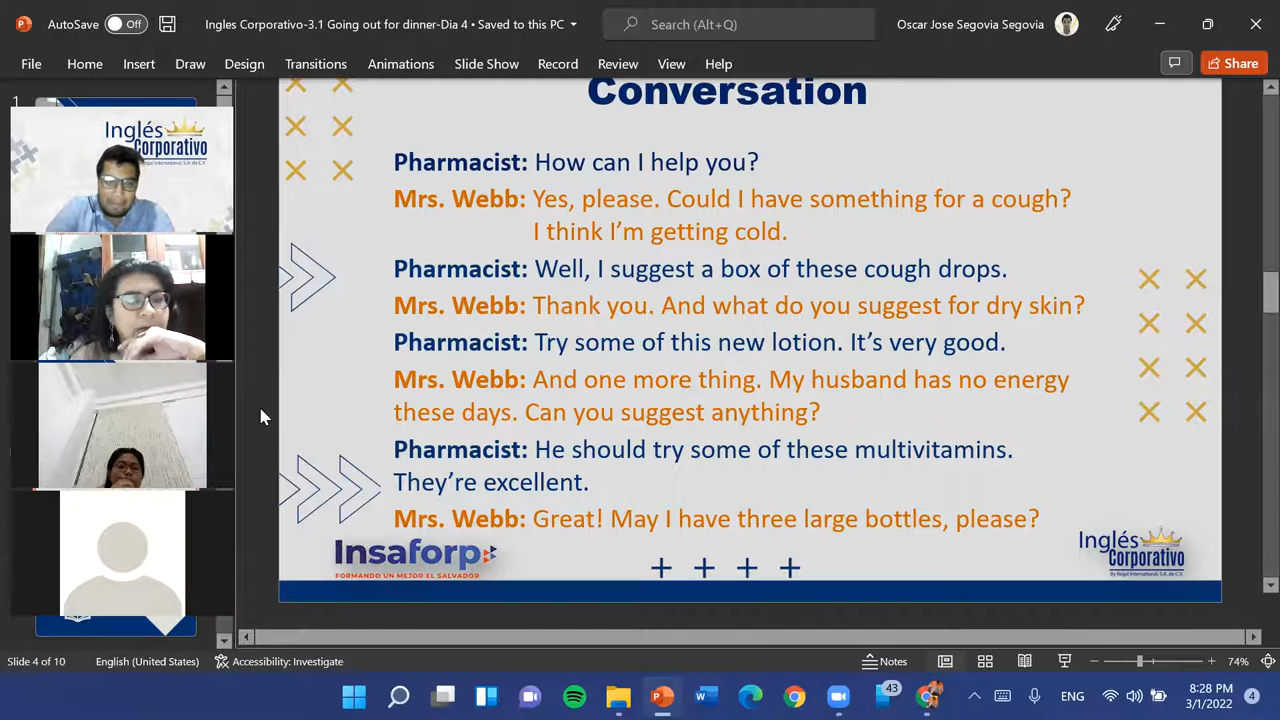 AutoSave Off Ingles Corporativo-3.1 Going out for dinner-Dia 4 • Saved to this PC Search (Alt+Q) Oscar Jose Segovia Segovia
File Home Insert Draw Design Transitions Animations Slide Show Record Review View Help Share
1
Inglés
Corporativo
Conversation
Pharmacist: How can I help you?
Mrs. Webb: Yes, please. Could I have something for a cough?
I think I'm getting cold.
Pharmacist: Well, I suggest a box of these cough drops.
Mrs. Webb: Thank you. And what do you suggest for dry skin?
Pharmacist: Try some of this new lotion. It's very good.
Mrs. Webb: And one more thing. My husband has no energy
these days. Can you suggest anything?
Pharmacist: He should try some of these multivitamins.
They're excellent.
Mrs. Webb: Great! May I have three large bottles, please?
Insaforp
FORMANDO UN MEJOR EL SALVADOR
Inglés
Corporativo
By Regal International, S.A. de C.V.
Slide 4 of 10 English (United States) Accessibility: Investigate Notes 74%
43 ENG 8:28 PM
3/1/2022 4